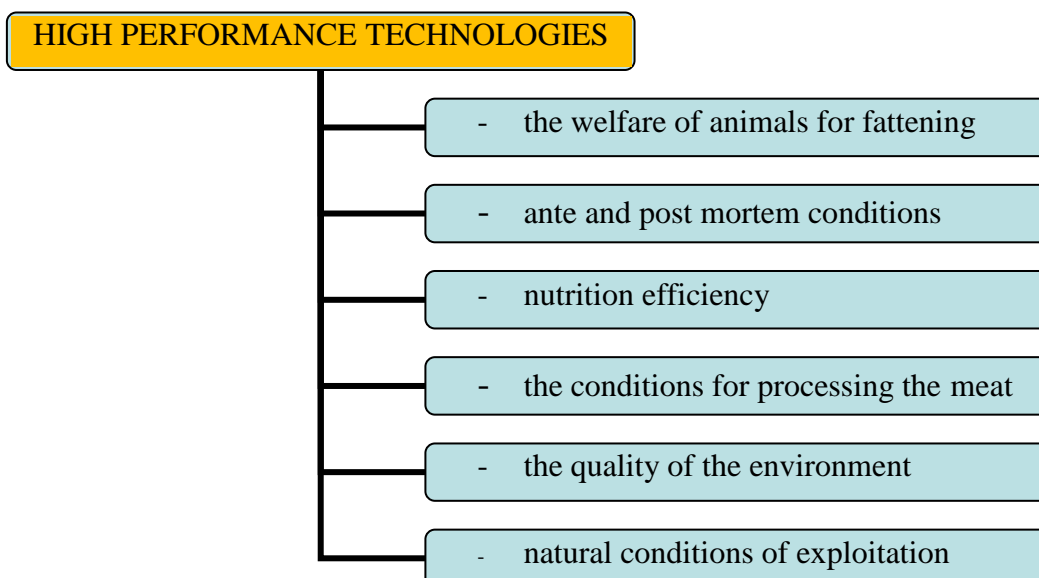 HIGH PERFORMANCE TECHNOLOGIES
- the welfare of animals for fattening
- ante and post mortem conditions
- nutrition efficiency
- the conditions for processing the meat
- the quality of the environment
- natural conditions of exploitation